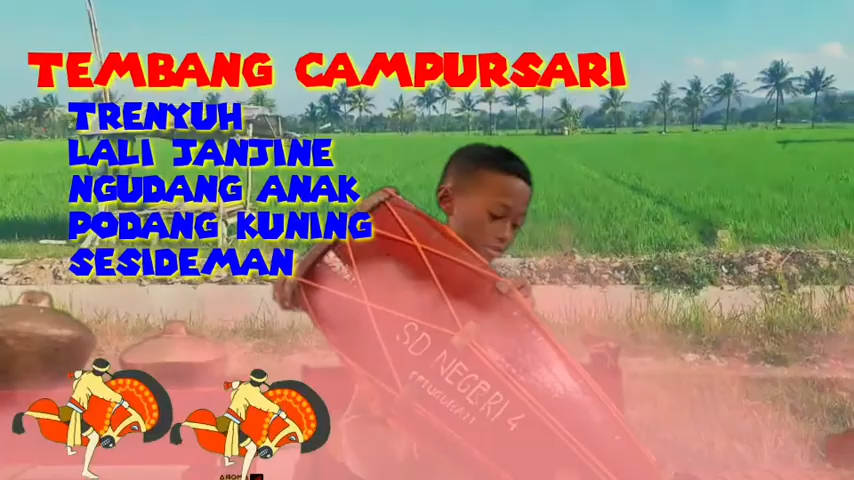 TEMBANG CAMPURSARI
TRENYUH
LALI JANJINE
NGUDANG ANAK
PODANG KUNING
SESIDEMAN
SD NEGERI 4